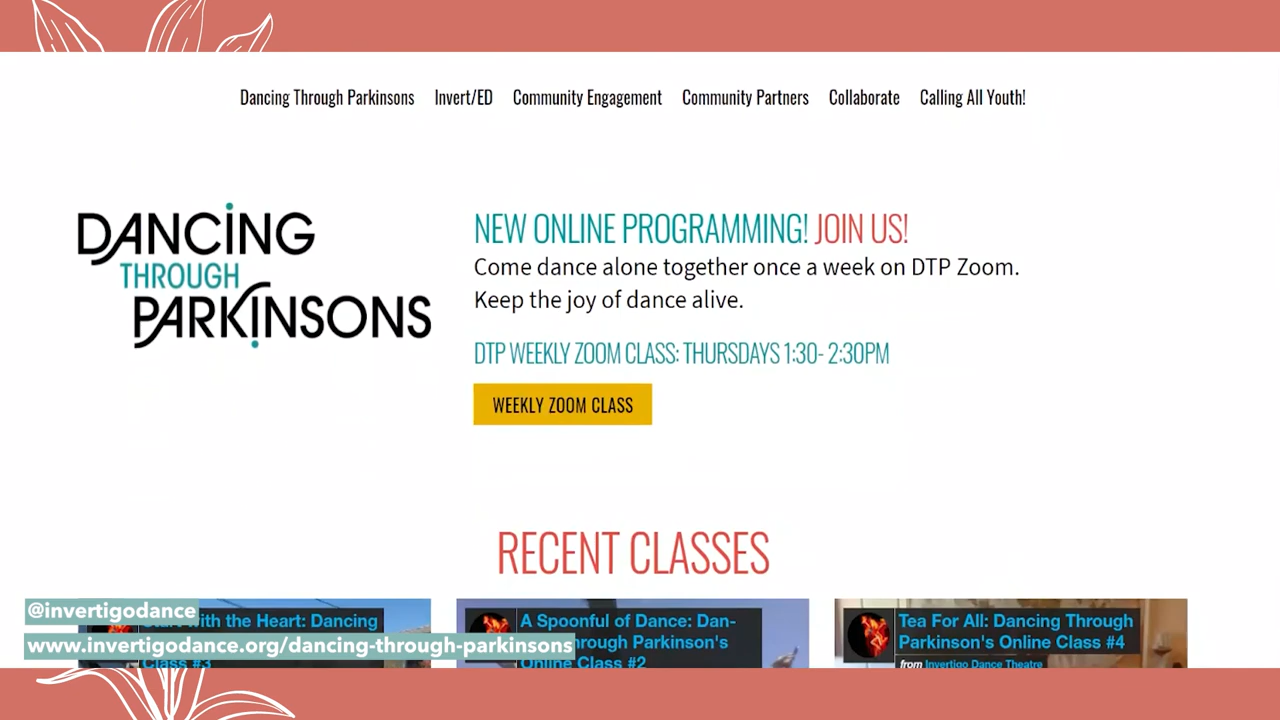 Dancing Through Parkinsons Invert/ED Community Engagement Community Partners Collaborate Calling All Youth!
DANCING
THROUGH
PARKINSONS
NEW ONLINE PROGRAMMING! JOIN US!
Come dance alone together once a week on DTP Zoom.
Keep the joy of dance alive.
DTP WEEKLY ZOOM CLASS: THURSDAYS 1:30- 2:30PM
WEEKLY ZOOM CLASS
RECENT CLASSES
@invertigodance
www.invertigodance.org/dancing-through-parkinsons
with the Heart: Dancing
Class #3
A Spoonful of Dance: Dan-
hrough Parkinson's
Online Class #2
Tea For All: Dancing Through
Parkinson's Online Class #4
from Invertigo Dance Theatre